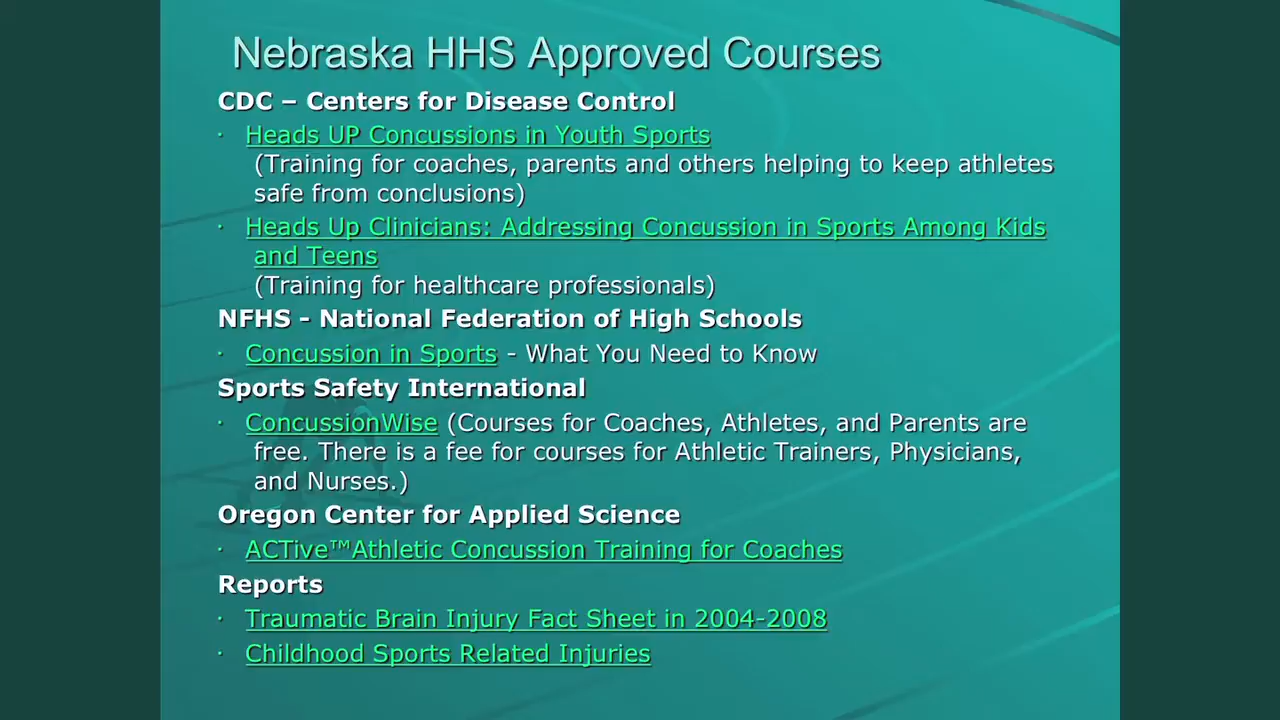 Nebraska HHS Approved Courses
CDC – Centers for Disease Control
· Heads UP Concussions in Youth Sports
(Training for coaches, parents and others helping to keep athletes
safe from conclusions)
· Heads Up Clinicians: Addressing Concussion in Sports Among Kids
and Teens
(Training for healthcare professionals)
NFHS - National Federation of High Schools
· Concussion in Sports - What You Need to Know
Sports Safety International
· ConcussionWise (Courses for Coaches, Athletes, and Parents are
free. There is a fee for courses for Athletic Trainers, Physicians,
and Nurses.)
Oregon Center for Applied Science
· ACTive™Athletic Concussion Training for Coaches
Reports
· Traumatic Brain Injury Fact Sheet in 2004-2008
· Childhood Sports Related Injuries